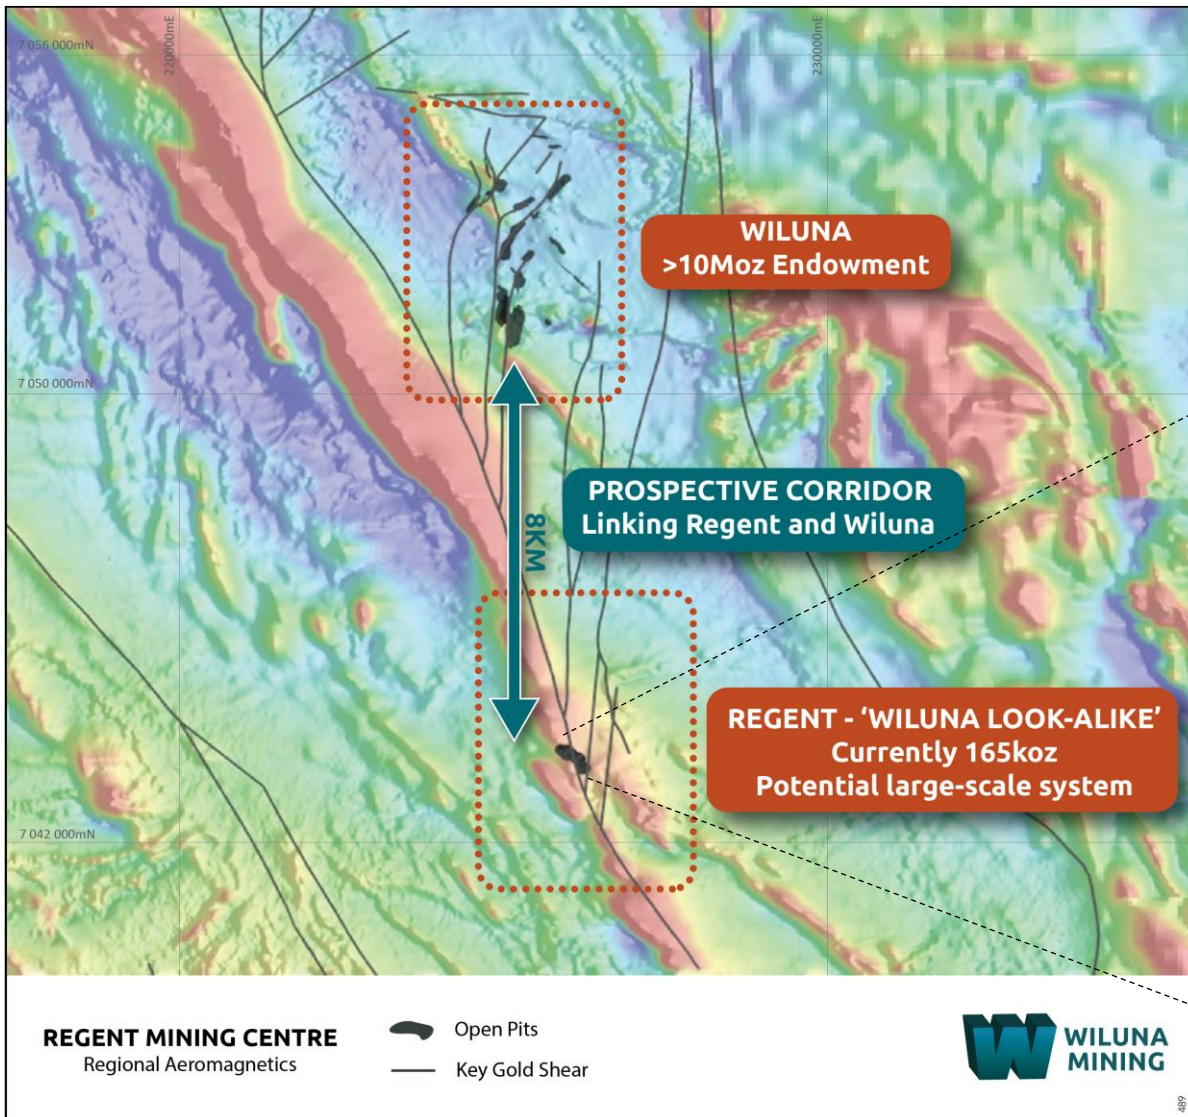 7 056 000mN
220000mE
230000mE
WILUNA
>10Moz Endowment
7 050 000mN
PROSPECTIVE CORRIDOR
Linking Regent and Wiluna
8KM
REGENT - ‘WILUNA LOOK-ALIKE’
Currently 165koz
Potential large-scale system
7 042 000mN
REGENT MINING CENTRE
Regional Aeromagnetics
Open Pits
Key Gold Shear
WILUNA
MINING
489